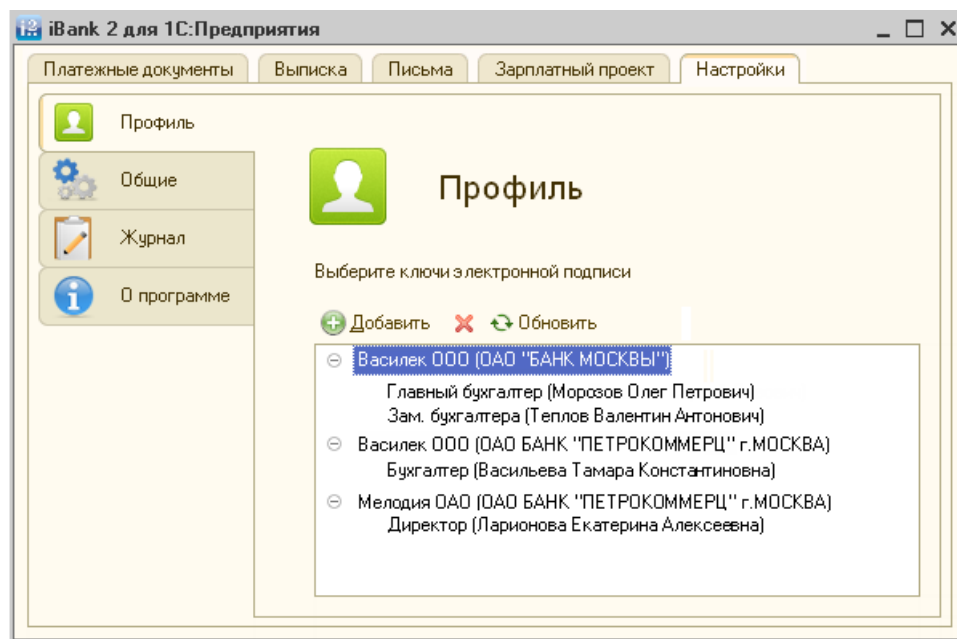 iBank 2 для 1С:Предприятия
Платежные документы Выписка Письма Зарплатный проект Настройки
Профиль
Общие
Журнал
О программе
Профиль
Выберите ключи электронной подписи
Добавить Обновить
Василек ООО (ОАО "БАНК МОСКВЫ")
Главный бухгалтер (Морозов Олег Петрович)
Зам. бухгалтера (Теплов Валентин Антонович)
Василек ООО (ОАО БАНК "ПЕТРОКОММЕРЦ" г.МОСКВА)
Бухгалтер (Васильева Тамара Константиновна)
Мелодия ОАО (ОАО БАНК "ПЕТРОКОММЕРЦ" г.МОСКВА)
Директор (Ларионова Екатерина Алексеевна)